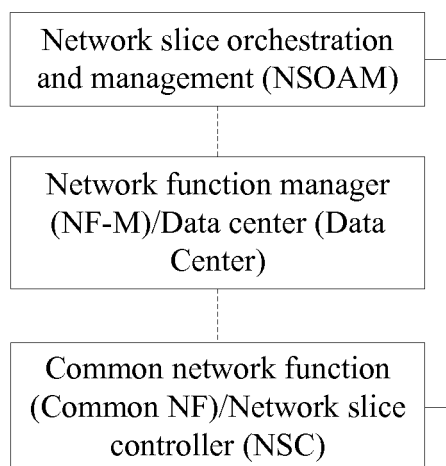 Network slice orchestration
and management (NSOAM)
Network function manager
(NF-M)/Data center (Data
Center)
Common network function
(Common NF)/Network slice
controller (NSC)